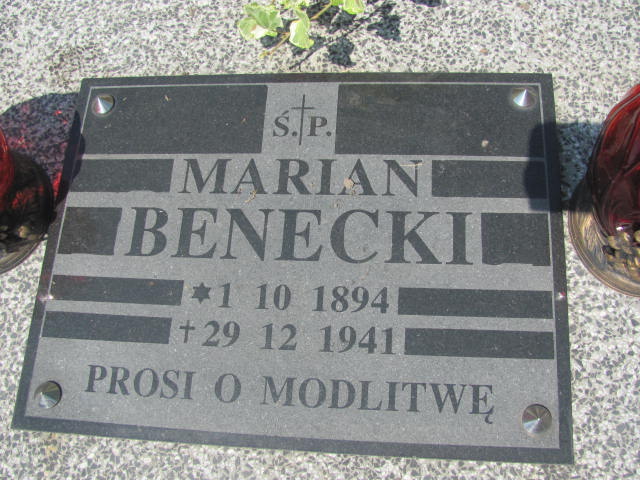 Ś.†P.
MARIAN
BENECKI
✶1 10 1894
†29 12 1941
PROSI O MODLITWĘ